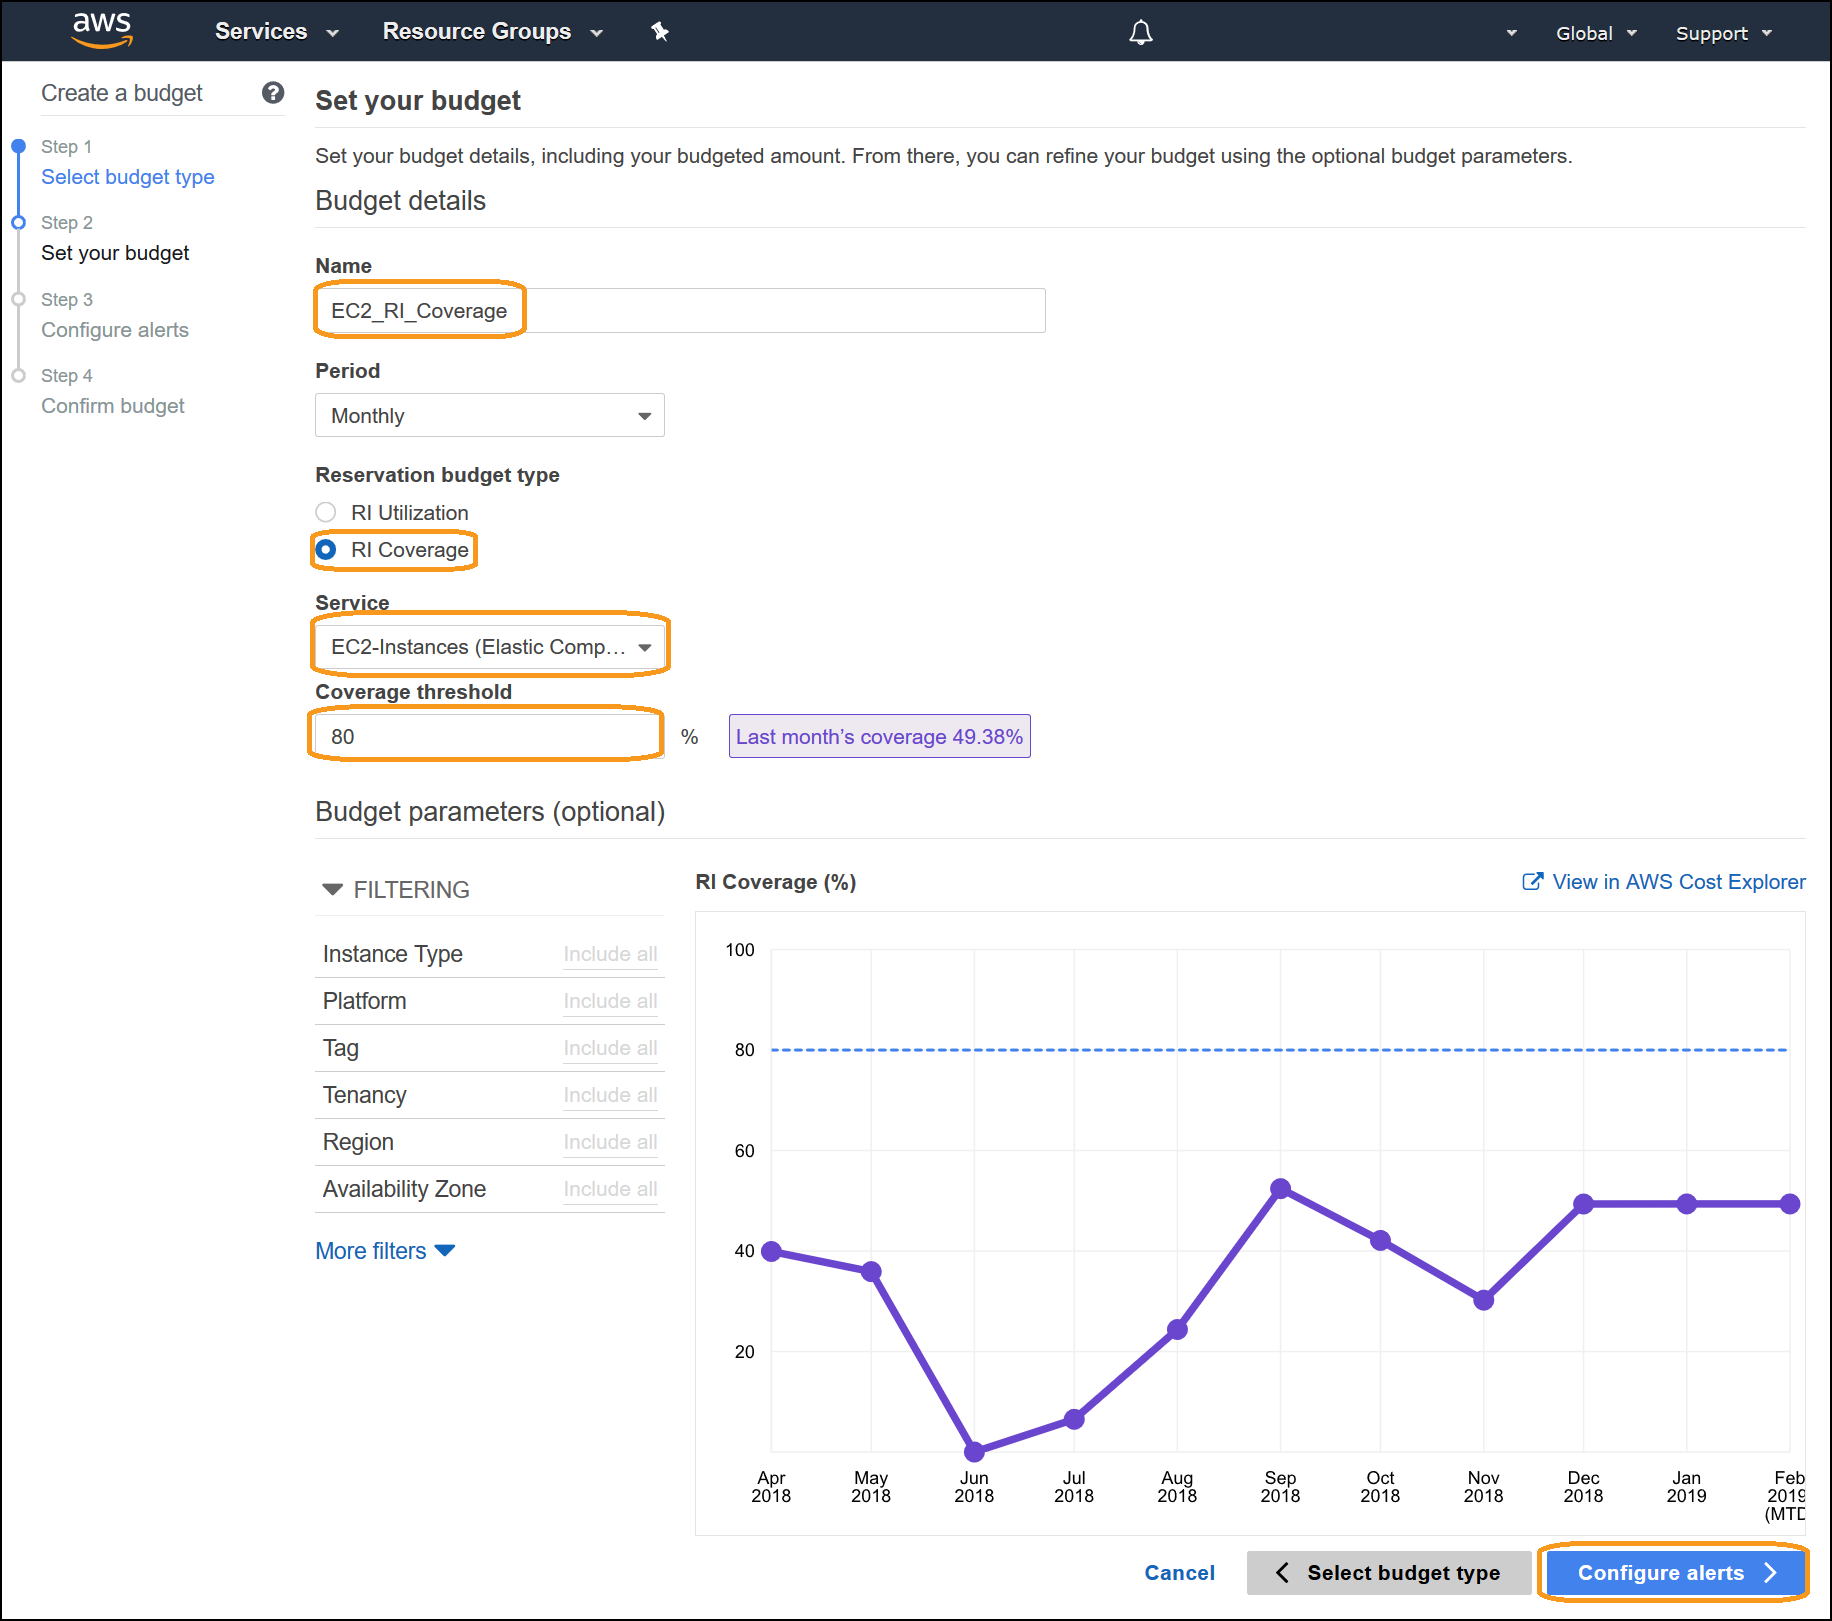 aws
Services
Resource Groups
Global
Support
Create a budget
?
Step 1
Select budget type
Step 2
Set your budget
Step 3
Configure alerts
Step 4
Confirm budget
Set your budget
Set your budget details, including your budgeted amount. From there, you can refine your budget using the optional budget parameters.
Budget details
Name
EC2_RI_Coverage
Period
Monthly
Reservation budget type
RI Utilization
RI Coverage
Service
EC2-Instances (Elastic Comp...
Coverage threshold
80 %
Last month's coverage 49.38%
Budget parameters (optional)
FILTERING
Instance Type Include all
Platform Include all
Tag Include all
Tenancy Include all
Region Include all
Availability Zone Include all
More filters
RI Coverage (%)
View in AWS Cost Explorer
100
80
60
40
20
Apr May Jun Jul Aug Sep Oct Nov Dec Jan Feb
2018 2018 2018 2018 2018 2018 2018 2018 2018 2019 2019
(MTD
Cancel
Select budget type
Configure alerts